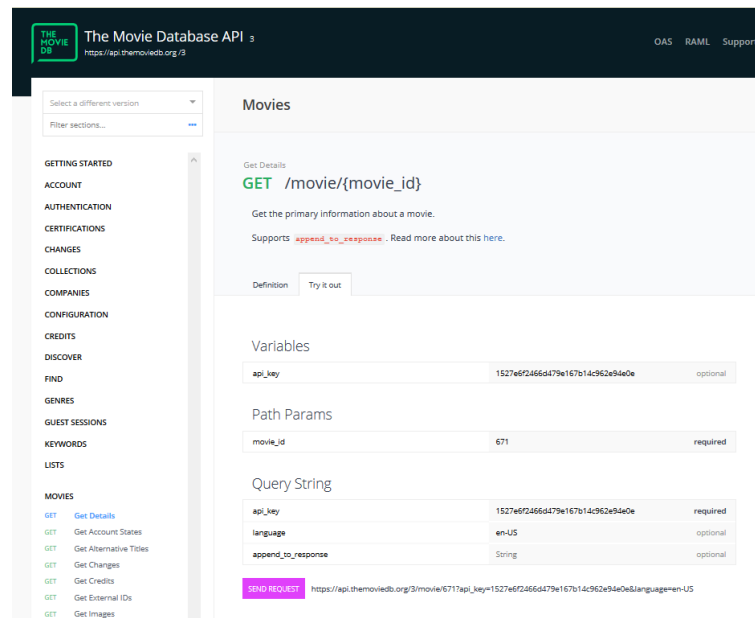 THE
MOVIE
DB
The Movie Database API 3
https://api.themoviedb.org /3
OAS RAML Support
Select a different version
Filter sections...
GETTING STARTED
ACCOUNT
AUTHENTICATION
CERTIFICATIONS
CHANGES
COLLECTIONS
COMPANIES
CONFIGURATION
CREDITS
DISCOVER
FIND
GENRES
GUEST SESSIONS
KEYWORDS
LISTS
MOVIES
GET Get Details
GET Get Account States
GET Get Alternative Titles
GET Get Changes
GET Get Credits
GET Get External IDs
GET Get Images
Movies
Get Details
GET /movie/{movie_id}
Get the primary information about a movie.
Supports append_to_response. Read more about this here.
Definition Try it out
Variables
api_key 1527e6f2466d479e167b14c962e94e0e optional
Path Params
movie_id 671 required
Query String
api_key 1527e6f2466d479e167b14c962e94e0e required
language en-US optional
append_to_response String optional
SEND REQUEST https://api.themoviedb.org/3/movie/671?api_key=1527e6f2466d479e167b14c962e94e0e&language=en-US